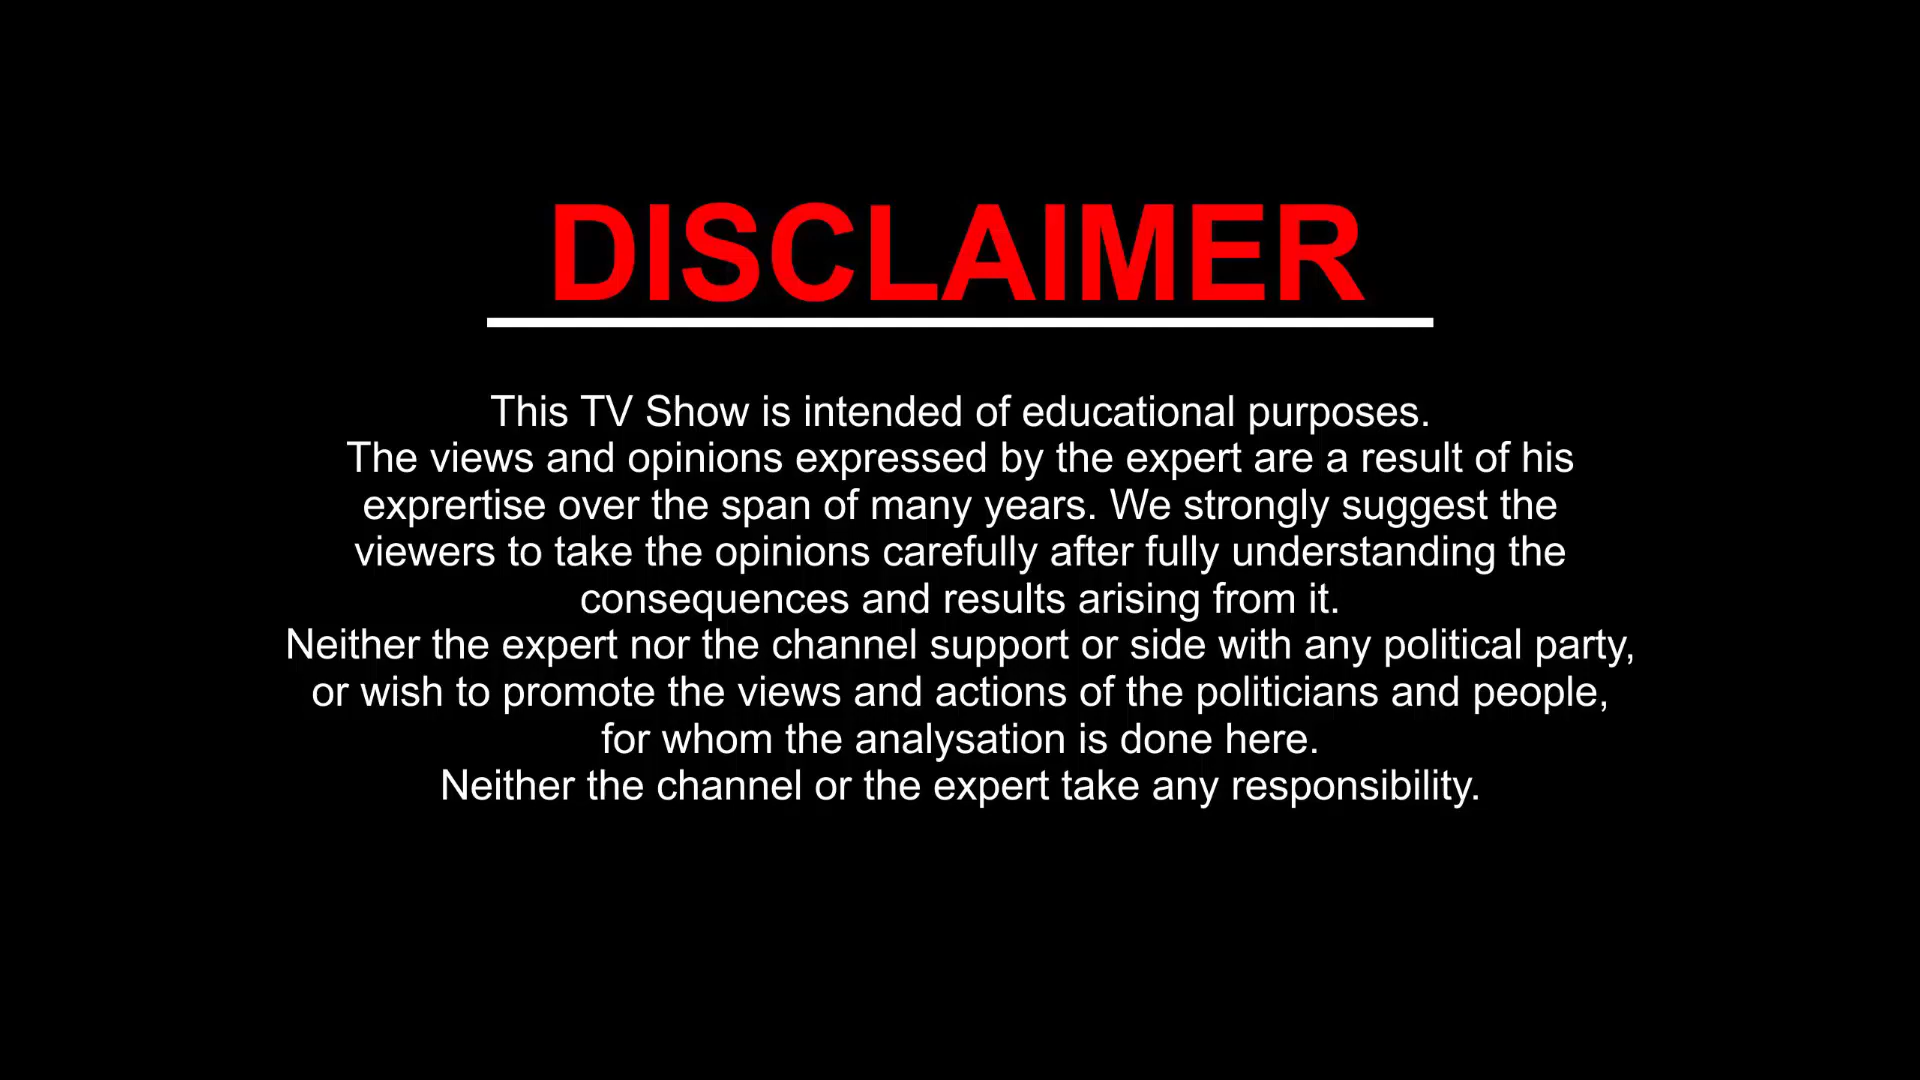 DISCLAIMER
This TV Show is intended of educational purposes.
The views and opinions expressed by the expert are a result of his
exprertise over the span of many years. We strongly suggest the
viewers to take the opinions carefully after fully understanding the
consequences and results arising from it.
Neither the expert nor the channel support or side with any political party,
or wish to promote the views and actions of the politicians and people,
for whom the analysation is done here.
Neither the channel or the expert take any responsibility.